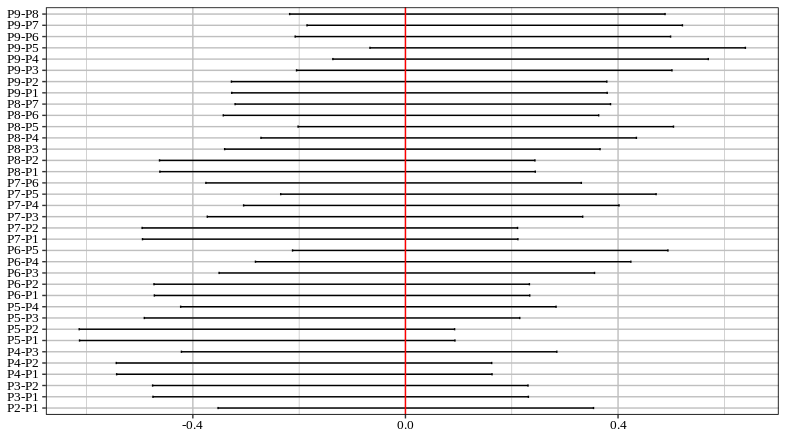 P9-P8
P9-P7
P9-P6
P9-P5
P9-P4
P9-P3
P9-P2
P9-P1
P8-P7
P8-P6
P8-P5
P8-P4
P8-P3
P8-P2
P8-P1
P7-P6
P7-P5
P7-P4
P7-P3
P7-P2
P7-P1
P6-P5
P6-P4
P6-P3
P6-P2
P6-P1
P5-P4
P5-P3
P5-P2
P5-P1
P4-P3
P4-P2
P4-P1
P3-P2
P3-P1
P2-P1
-0.4 0.0 0.4